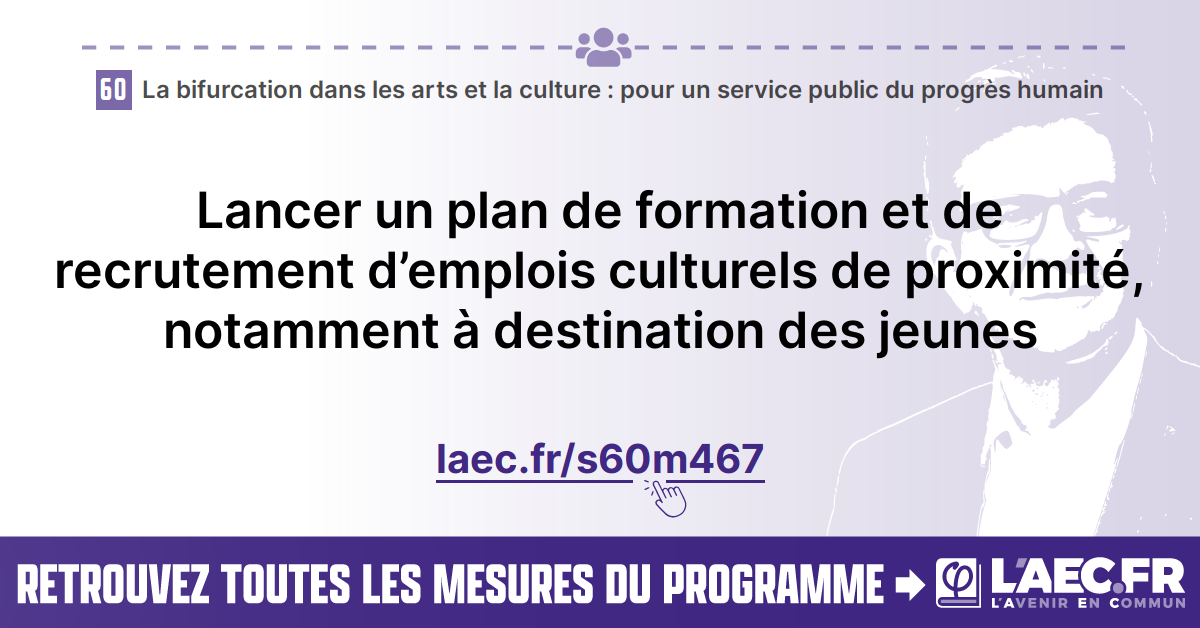 60 La bifurcation dans les arts et la culture : pour un service public du progrès humain
Lancer un plan de formation et de
recrutement d’emplois culturels de proximité,
notamment à destination des jeunes
laec.fr/s60m467
RETROUVEZ TOUTES LES MESURES DU PROGRAMME
φ L'AEC.FR
L'AVENIR EN COMMUN